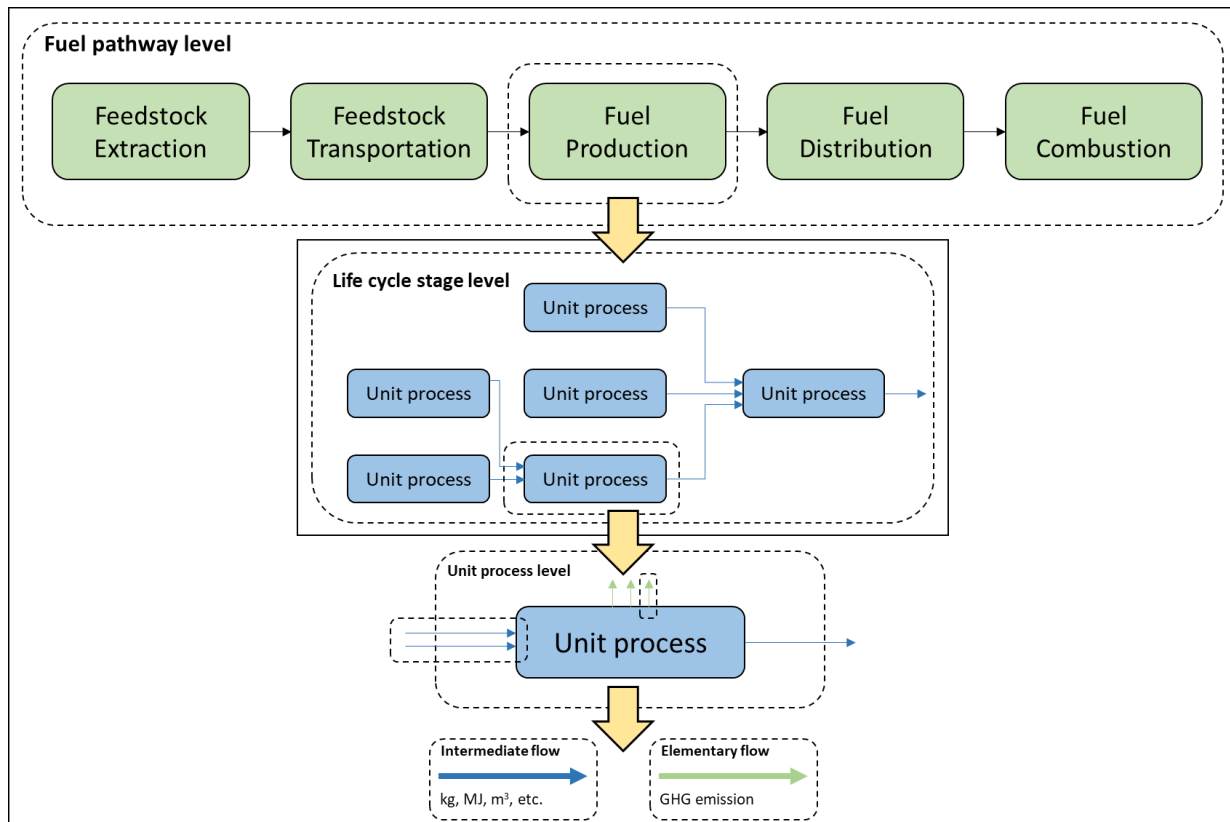 Fuel pathway level
Feedstock
Extraction
Feedstock
Transportation
Fuel
Production
Fuel
Distribution
Fuel
Combustion
Life cycle stage level
Unit process
Unit process
Unit process
Unit process
Unit process
Unit process
Unit process level
Unit process
Intermediate flow
kg, MJ, m³, etc.
Elementary flow
GHG emission